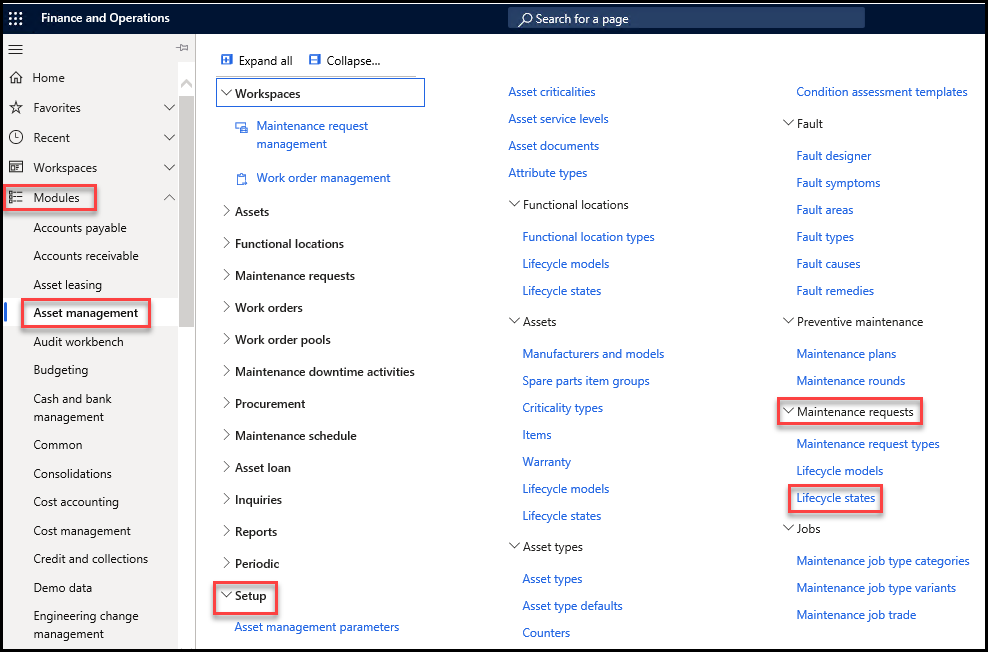 Finance and Operations
Search for a page
Home
Favorites
Recent
Workspaces
Modules
Accounts payable
Accounts receivable
Asset leasing
Asset management
Audit workbench
Budgeting
Cash and bank
management
Common
Consolidations
Cost accounting
Cost management
Credit and collections
Demo data
Engineering change
management
Expand all
Collapse...
Workspaces
Maintenance request
management
Work order management
Assets
Functional locations
Maintenance requests
Work orders
Work order pools
Maintenance downtime activities
Procurement
Maintenance schedule
Asset loan
Inquiries
Reports
Periodic
Setup
Asset management parameters
Asset criticalities
Asset service levels
Asset documents
Attribute types
Functional locations
Functional location types
Lifecycle models
Lifecycle states
Assets
Manufacturers and models
Spare parts item groups
Criticality types
Items
Warranty
Lifecycle models
Lifecycle states
Asset types
Asset types
Asset type defaults
Counters
Condition assessment templates
Fault
Fault designer
Fault symptoms
Fault areas
Fault types
Fault causes
Fault remedies
Preventive maintenance
Maintenance plans
Maintenance rounds
Maintenance requests
Maintenance request types
Lifecycle models
Lifecycle states
Jobs
Maintenance job type categories
Maintenance job type variants
Maintenance job trade